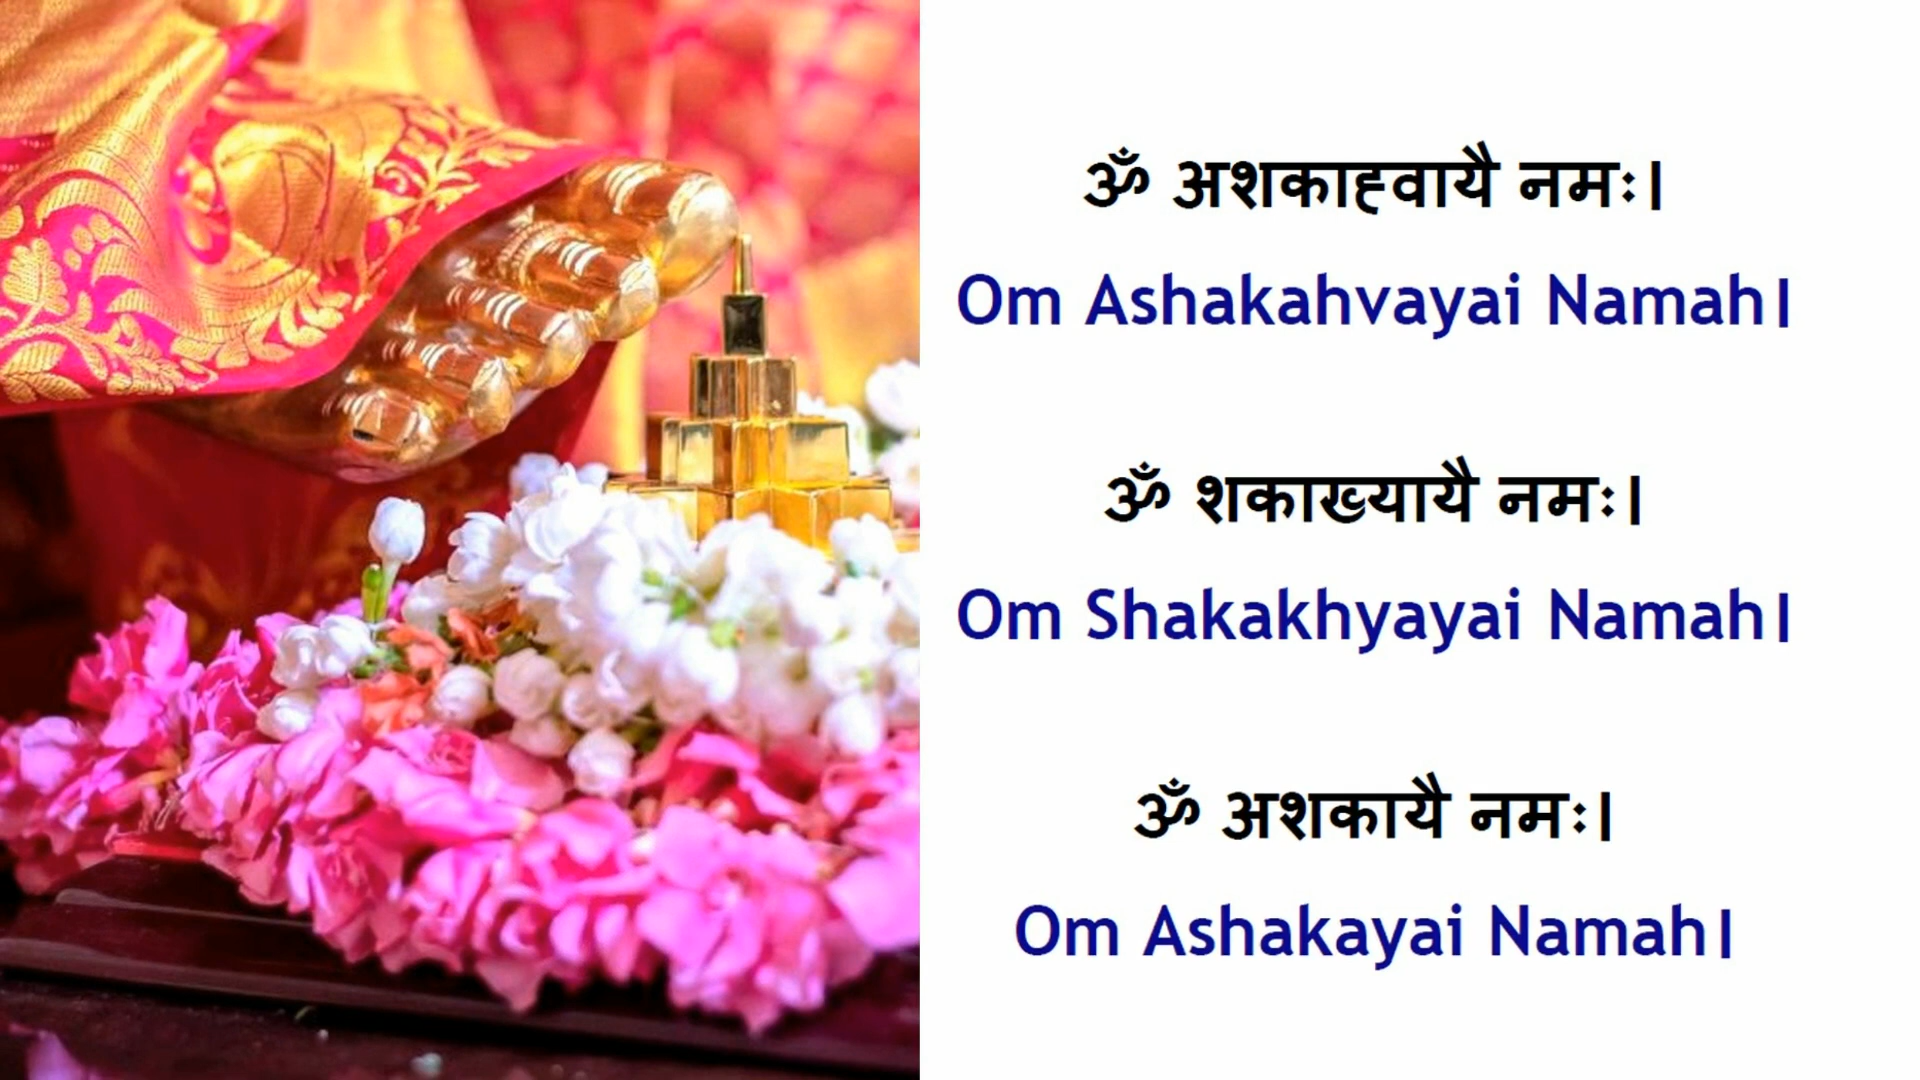 ॐ अशकाह्वायै नमः।
Om Ashakahvayai Namah।
ॐ शकाख्यायै नमः।
Om Shakakhyayai Namah।
ॐ अशकायै नमः।
Om Ashakayai Namah।